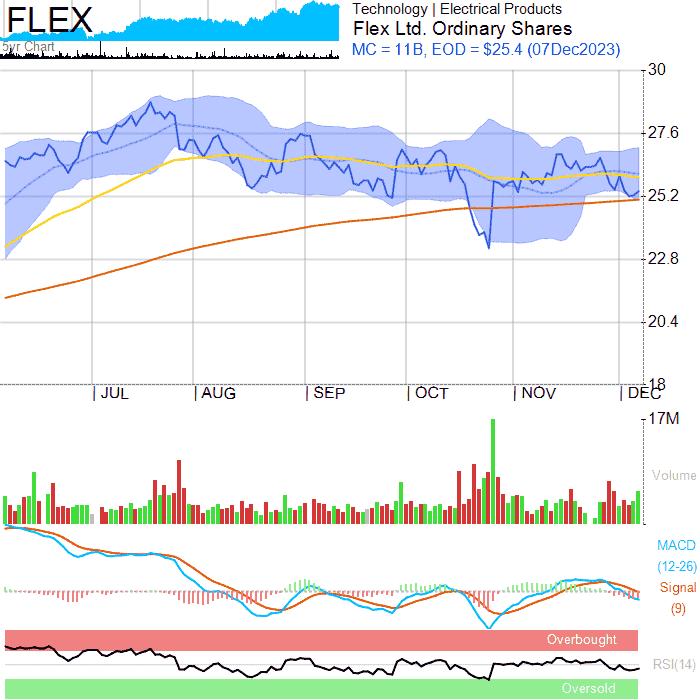 FLEX
5yr Chart
Technology | Electrical Products
Flex Ltd. Ordinary Shares
MC = 11B, EOD = $25.4 (07Dec2023)
30
27.6
25.2
22.8
20.4
18
JUL AUG SEP OCT NOV DEC
17M
Volume
MACD
(12-26)
Signal
(9)
Overbought
RSI(14)
Oversold